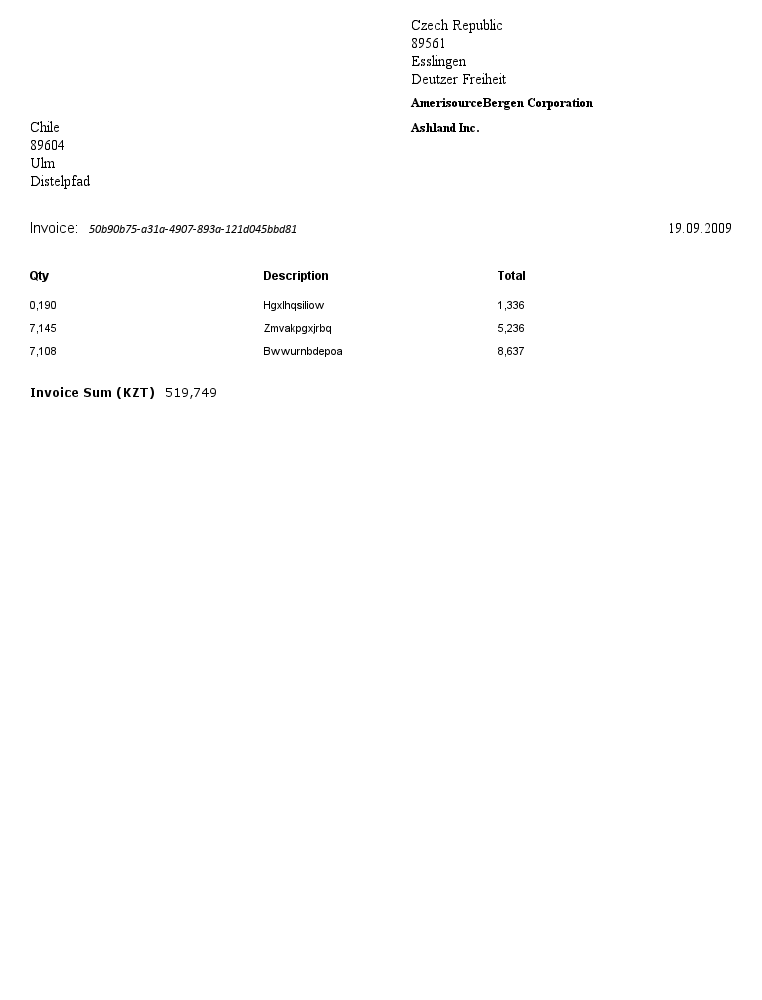 Czech Republic
89561
Esslingen
Deutzer Freiheit
AmerisourceBergen Corporation
Ashland Inc.
Chile
89604
Ulm
Distelpfad
Invoice: 50b90b75-a31a-4907-893a-121d045bbd81 19.09.2009
Qty Description Total
0,190 Hgxlhqsiliow 1,336
7,145 Zmvakpgxjrbq 5,236
7,108 Bwwurnbdepoa 8,637
Invoice Sum (KZT) 519,749